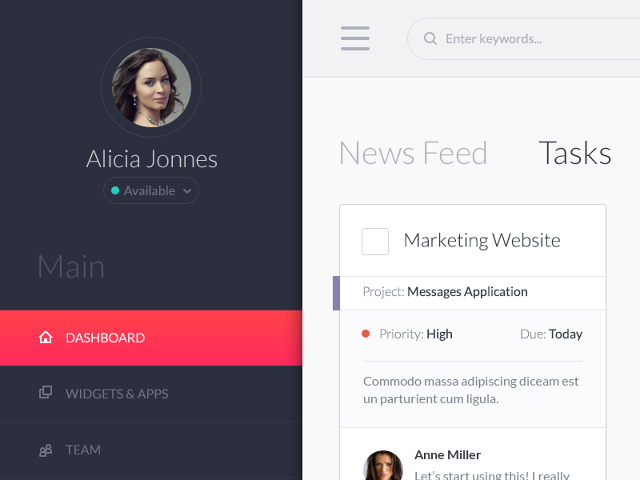 Enter keywords...
Alicia Jonnes
Available
Main
DASHBOARD
WIDGETS & APPS
TEAM
News Feed
Tasks
Marketing Website
Project: Messages Application
Priority: High
Due: Today
Commodo massa adipiscing diceam est
un parturient cum ligula.
Anne Miller
Let's start using this! I really